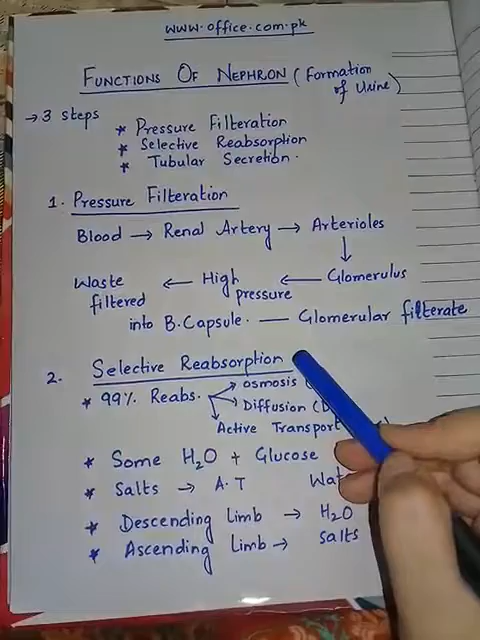 www.office.com.pk
FUNCTIONS OF NEPHRON (Formation of Urine)
→ 3 steps
* Pressure Filteration
* Selective Reabsorption
* Tubular Secretion.
1. Pressure Filteration
Blood → Renal Artery → Arterioles
↓
Waste filtered ← High pressure ← Glomerulus
into B.Capsule. — Glomerular filterate
2. Selective Reabsorption
* 99% Reabs. → osmosis (
→ Diffusion (
→ Active Transport
* Some H₂O + Glucose
* Salts → A.T
* Descending limb → H₂O
* Ascending limb → salts